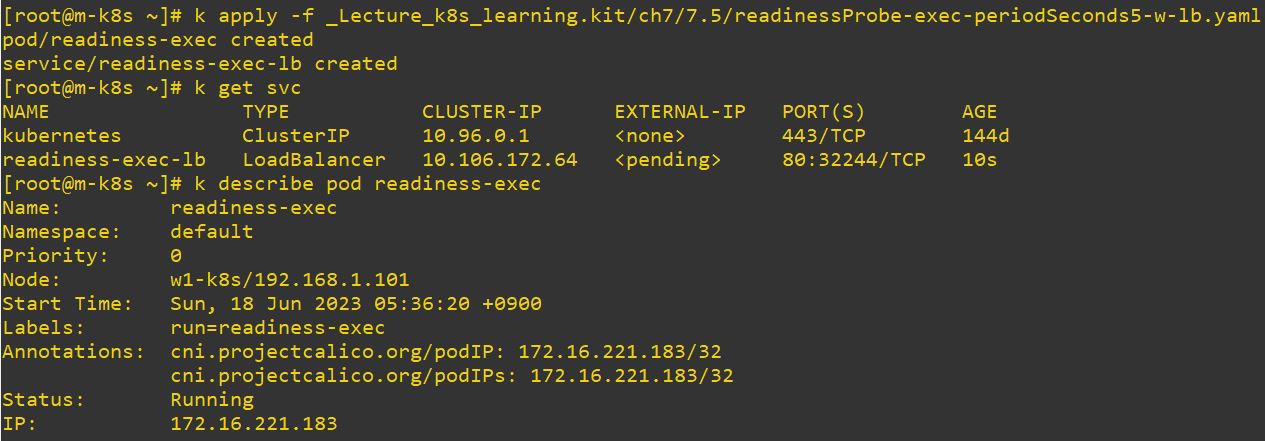 [root@m-k8s ~]# k apply -f _Lecture_k8s_learning.kit/ch7/7.5/readinessProbe-exec-periodSeconds5-w-lb.yaml
pod/readiness-exec created
service/readiness-exec-lb created
[root@m-k8s ~]# k get svc
NAME                TYPE           CLUSTER-IP      EXTERNAL-IP   PORT(S)        AGE
kubernetes          ClusterIP      10.96.0.1       <none>        443/TCP        144d
readiness-exec-lb   LoadBalancer   10.106.172.64   <pending>     80:32244/TCP   10s
[root@m-k8s ~]# k describe pod readiness-exec
Name:         readiness-exec
Namespace:    default
Priority:     0
Node:         w1-k8s/192.168.1.101
Start Time:   Sun, 18 Jun 2023 05:36:20 +0900
Labels:       run=readiness-exec
Annotations:  cni.projectcalico.org/podIP: 172.16.221.183/32
              cni.projectcalico.org/podIPs: 172.16.221.183/32
Status:       Running
IP:           172.16.221.183